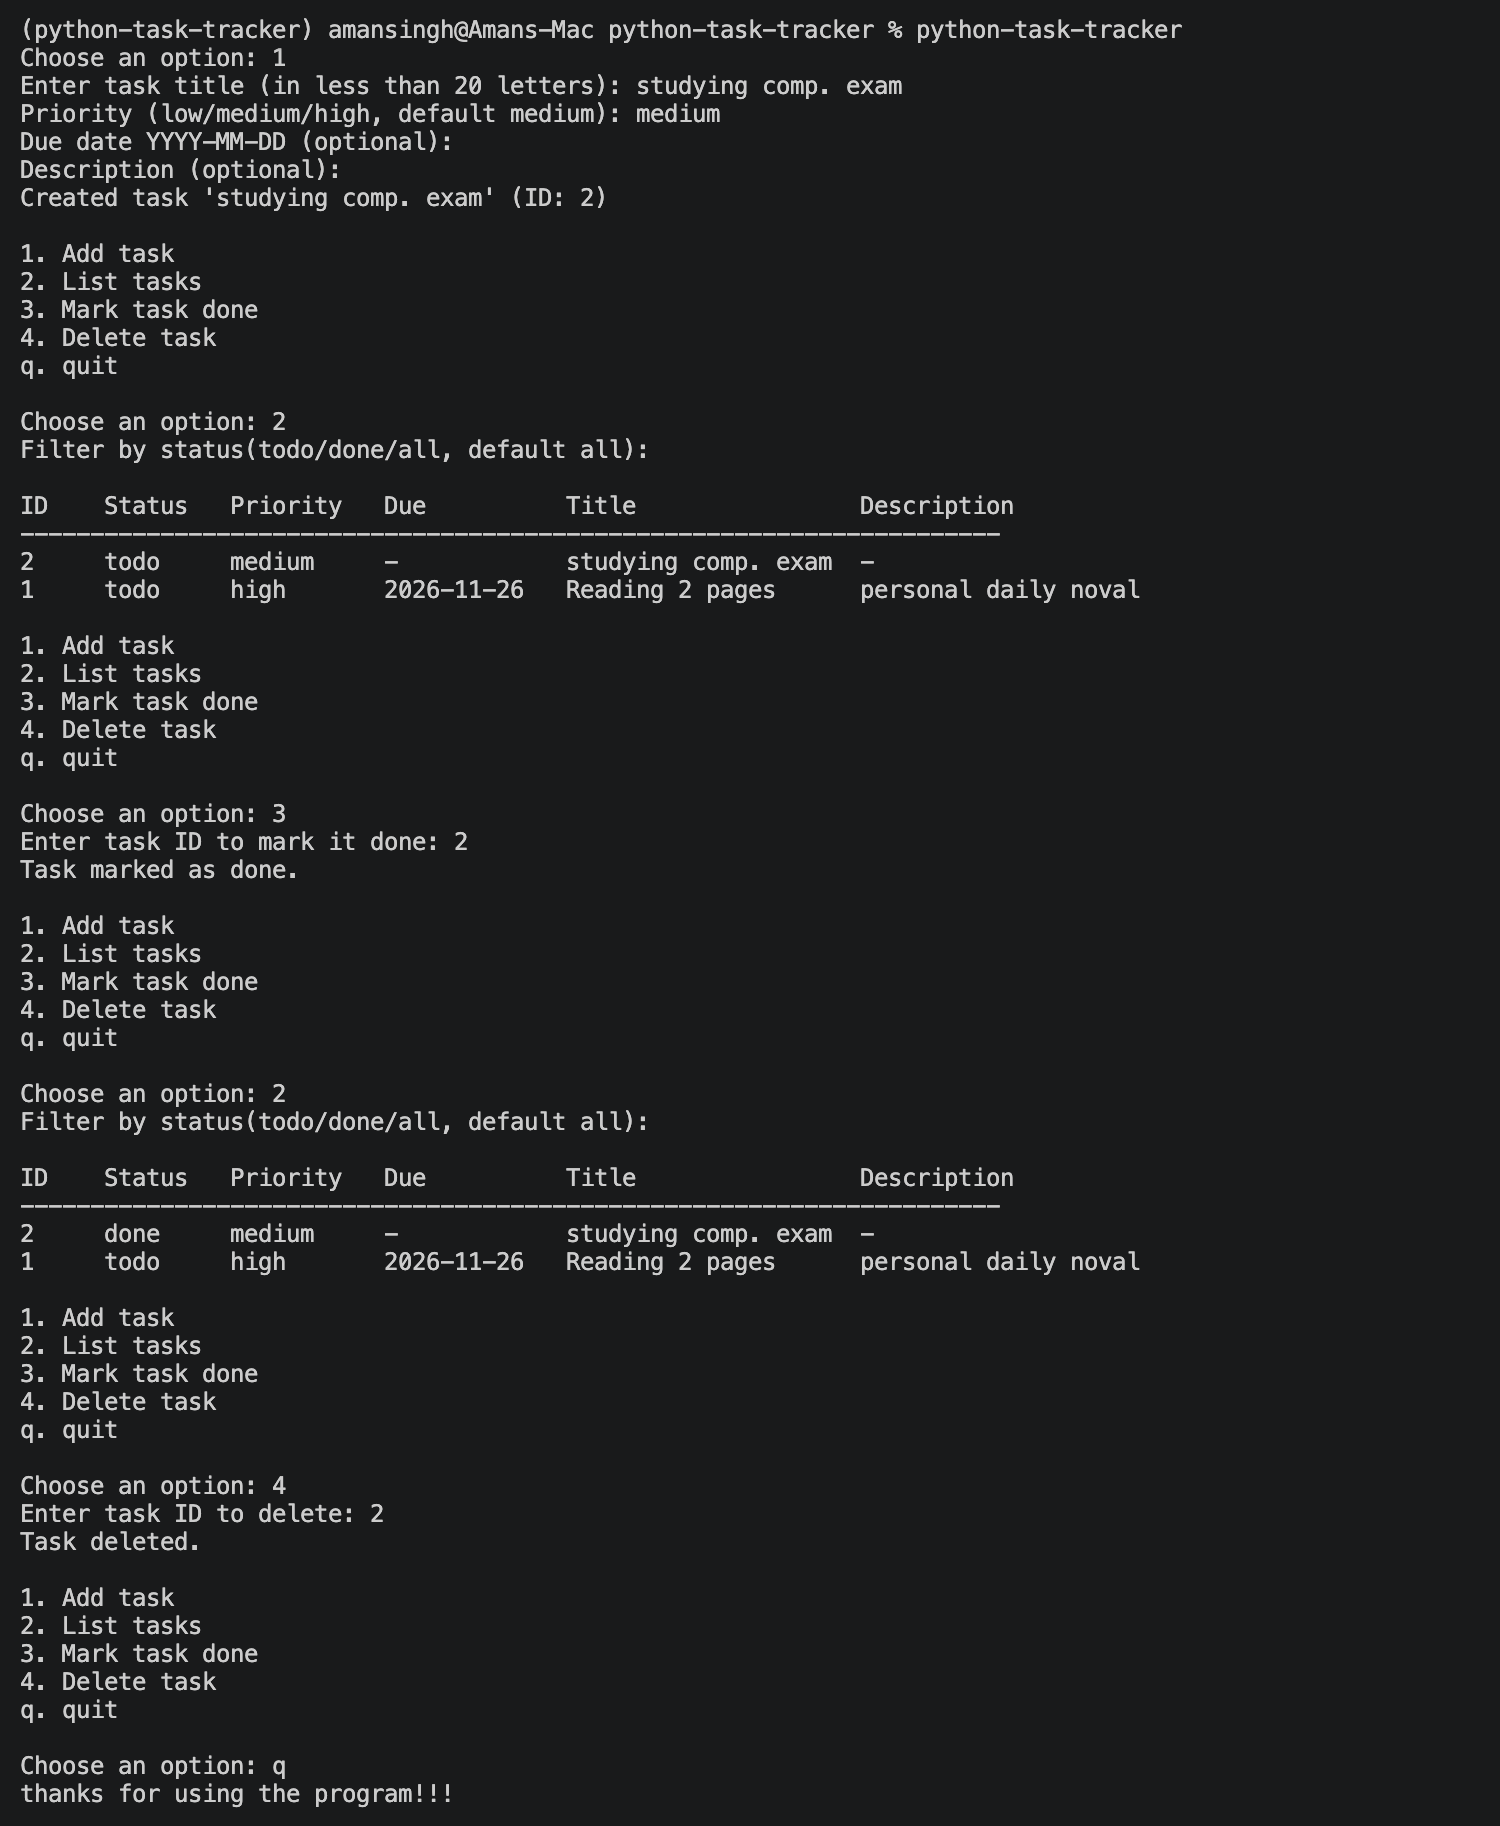 (python-task-tracker) amansingh@Amans-Mac python-task-tracker % python-task-tracker
Choose an option: 1
Enter task title (in less than 20 letters): studying comp. exam
Priority (low/medium/high, default medium): medium
Due date YYYY-MM-DD (optional):
Description (optional):
Created task 'studying comp. exam' (ID: 2)

1. Add task
2. List tasks
3. Mark task done
4. Delete task
q. quit

Choose an option: 2
Filter by status(todo/done/all, default all):

ID    Status   Priority   Due          Title                Description
----------------------------------------------------------------------
2     todo     medium     -            studying comp. exam  -
1     todo     high       2026-11-26   Reading 2 pages      personal daily noval

1. Add task
2. List tasks
3. Mark task done
4. Delete task
q. quit

Choose an option: 3
Enter task ID to mark it done: 2
Task marked as done.

1. Add task
2. List tasks
3. Mark task done
4. Delete task
q. quit

Choose an option: 2
Filter by status(todo/done/all, default all):

ID    Status   Priority   Due          Title                Description
----------------------------------------------------------------------
2     done     medium     -            studying comp. exam  -
1     todo     high       2026-11-26   Reading 2 pages      personal daily noval

1. Add task
2. List tasks
3. Mark task done
4. Delete task
q. quit

Choose an option: 4
Enter task ID to delete: 2
Task deleted.

1. Add task
2. List tasks
3. Mark task done
4. Delete task
q. quit

Choose an option: q
thanks for using the program!!!